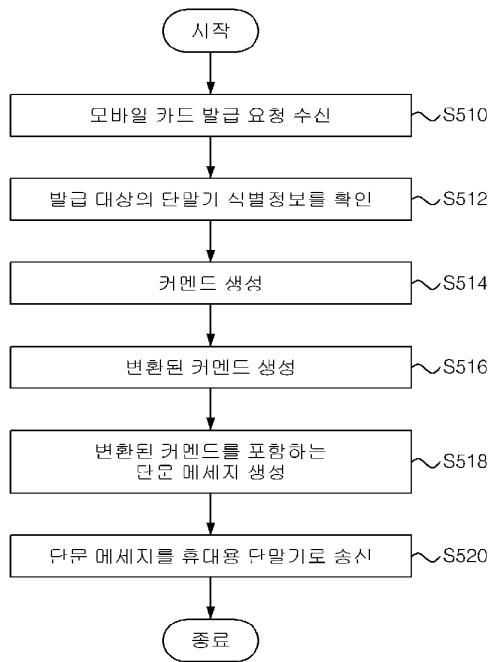 시작
모바일 카드 발급 요청 수신
S510
발급 대상의 단말기 식별정보를 확인
S512
커멘드 생성
S514
변환된 커멘드 생성
S516
변환된 커멘드를 포함하는
단문 메세지 생성
S518
단문 메세지를 휴대용 단말기로 송신
S520
종료